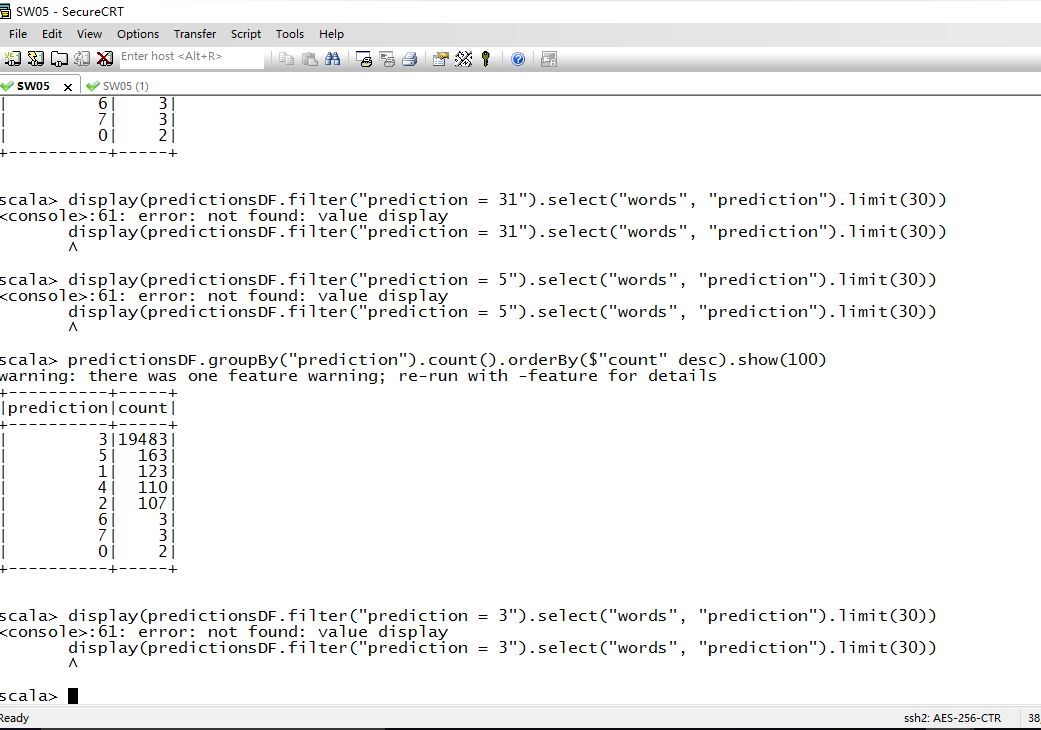 SW05 - SecureCRT
File Edit View Options Transfer Script Tools Help
Enter host <Alt+R>
SW05 x SW05 (1)
|         6|    3|
|         7|    3|
|         0|    2|
+----------+-----+
scala> display(predictionsDF.filter("prediction = 31").select("words", "prediction").limit(30))
<console>:61: error: not found: value display
       display(predictionsDF.filter("prediction = 31").select("words", "prediction").limit(30))
       ^
scala> display(predictionsDF.filter("prediction = 5").select("words", "prediction").limit(30))
<console>:61: error: not found: value display
       display(predictionsDF.filter("prediction = 5").select("words", "prediction").limit(30))
       ^
scala> predictionsDF.groupBy("prediction").count().orderBy($"count" desc).show(100)
warning: there was one feature warning; re-run with -feature for details
+----------+-----+
|prediction|count|
+----------+-----+
|         3|19483|
|         5|  163|
|         1|  123|
|         4|  110|
|         2|  107|
|         6|    3|
|         7|    3|
|         0|    2|
+----------+-----+
scala> display(predictionsDF.filter("prediction = 3").select("words", "prediction").limit(30))
<console>:61: error: not found: value display
       display(predictionsDF.filter("prediction = 3").select("words", "prediction").limit(30))
       ^
scala>
Ready ssh2: AES-256-CTR 38,